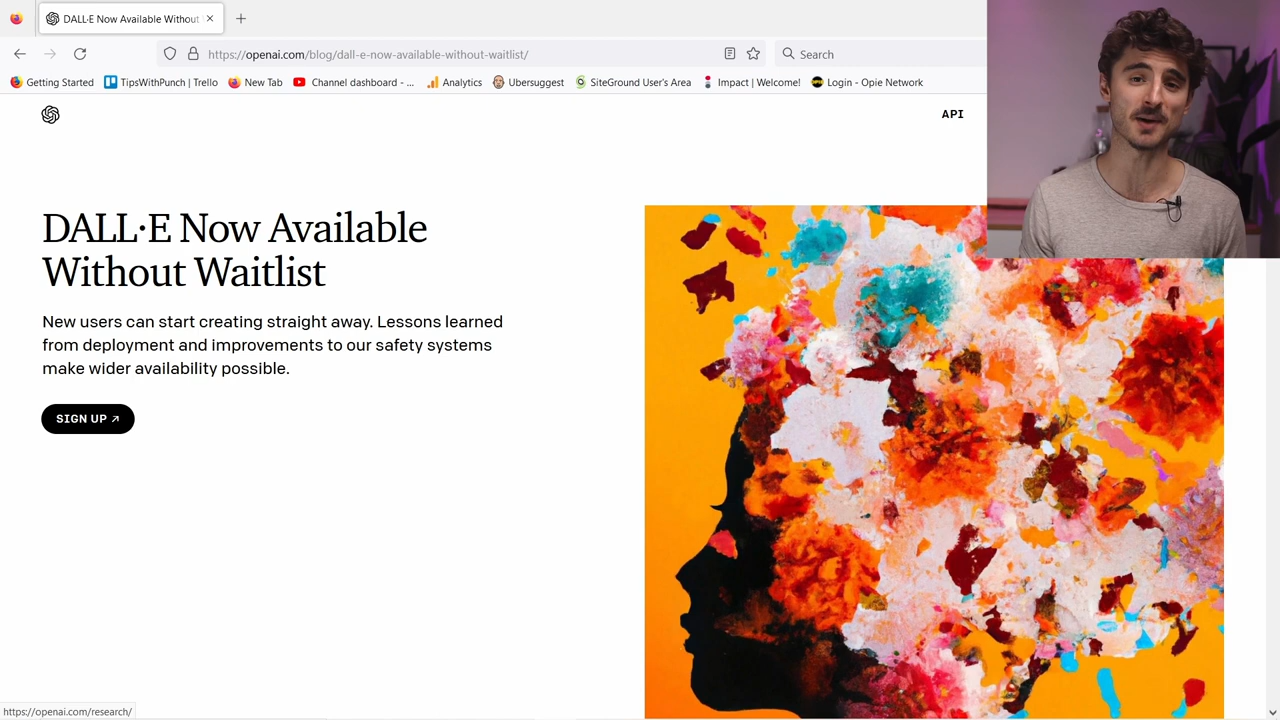 DALL·E Now Available Without
https://openai.com/blog/dall-e-now-available-without-waitlist/
Search
Getting Started
TipsWithPunch | Trello
New Tab
Channel dashboard - ...
Analytics
Ubersuggest
SiteGround User's Area
Impact | Welcome!
Login - Opie Network
API
DALL·E Now Available
Without Waitlist
New users can start creating straight away. Lessons learned
from deployment and improvements to our safety systems
make wider availability possible.
SIGN UP ↗
https://openai.com/research/